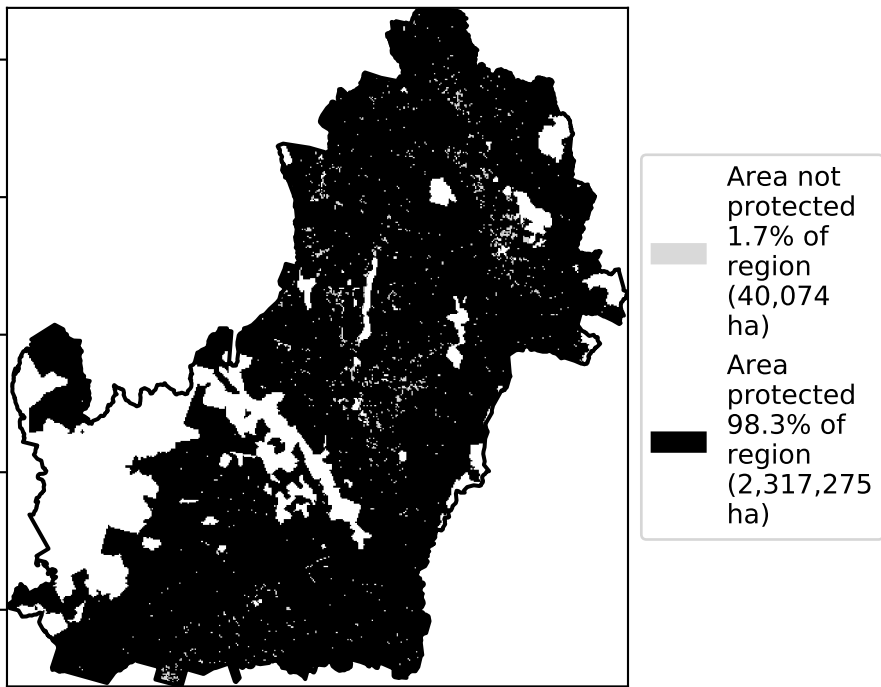 Area not
protected
1.7% of
region
(40,074
ha)
Area
protected
98.3% of
region
(2,317,275
ha)